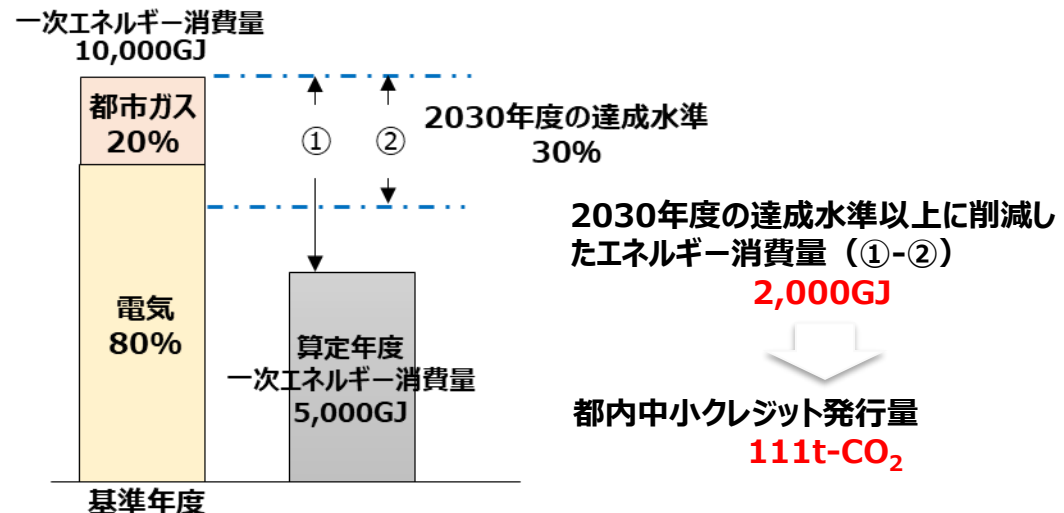 一次エネルギー消費量
10,000GJ
都市ガス
20%
電気
80%
基準年度
①
②
2030年度の達成水準
30%
算定年度
一次エネルギー消費量
5,000GJ
2030年度の達成水準以上に削減し
たエネルギー消費量（①-②）
2,000GJ
都内中小クレジット発行量
111t-CO₂